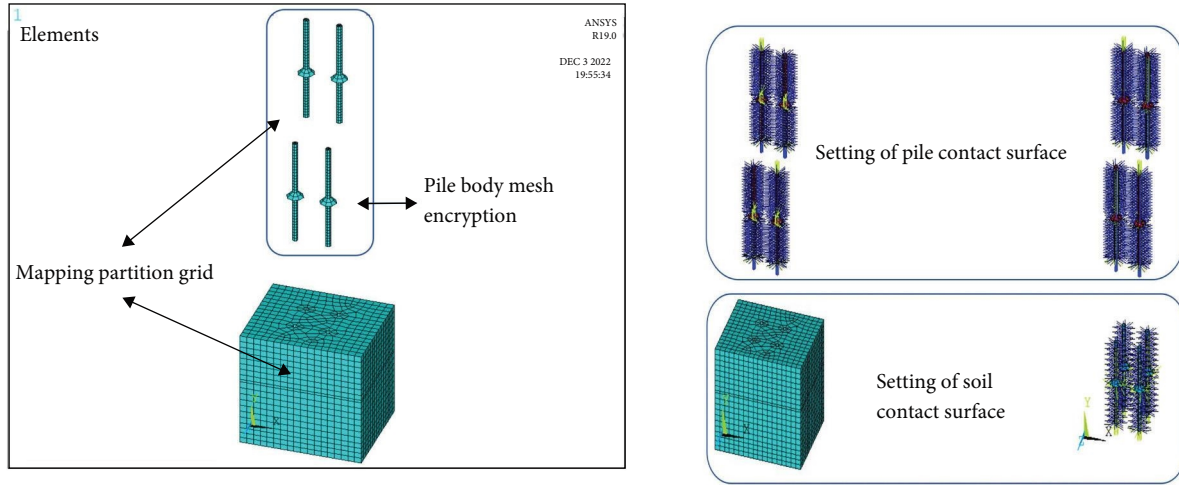 1
Elements
ANSYS
R19.0
DEC 3 2022
19:55:34
Pile body mesh
encryption
Mapping partition grid
X
Setting of pile contact surface
Setting of soil
contact surface
Y
X
Z